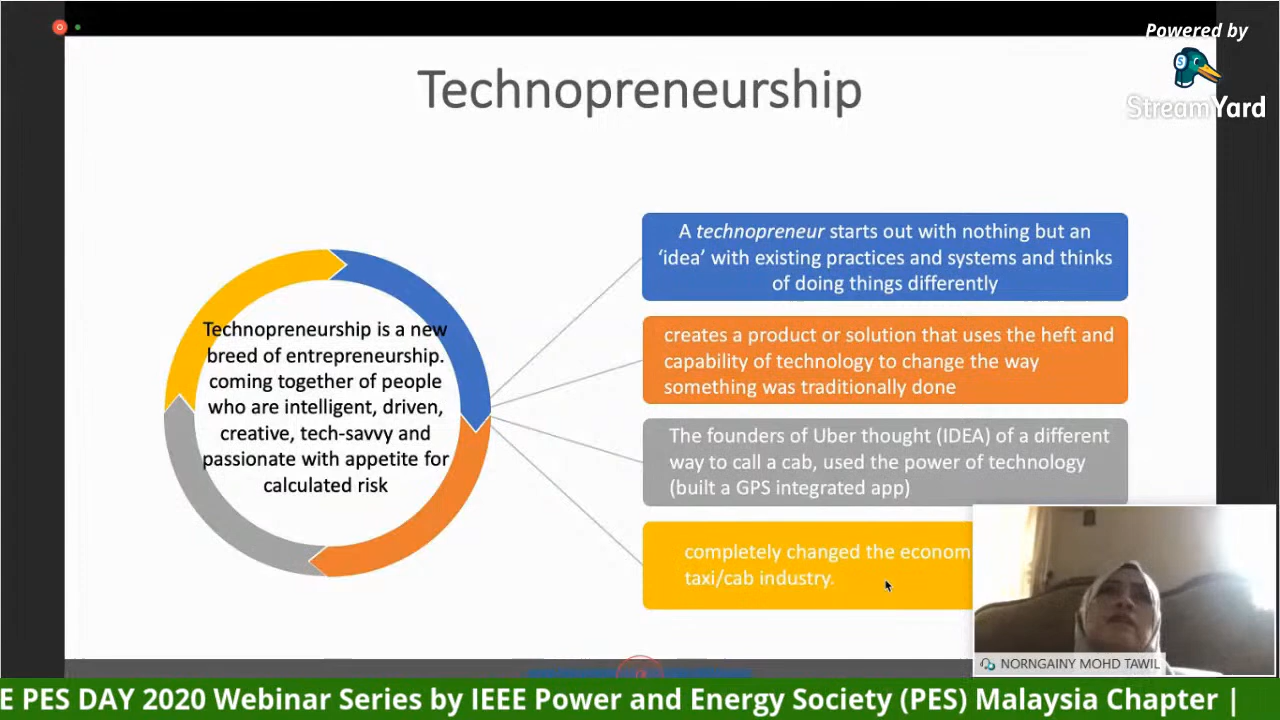 Powered by
StreamYard
Technopreneurship
Technopreneurship is a new
breed of entrepreneurship.
coming together of people
who are intelligent, driven,
creative, tech-savvy and
passionate with appetite for
calculated risk
A technopreneur starts out with nothing but an
‘idea’ with existing practices and systems and thinks
of doing things differently
creates a product or solution that uses the heft and
capability of technology to change the way
something was traditionally done
The founders of Uber thought (IDEA) of a different
way to call a cab, used the power of technology
(built a GPS integrated app)
completely changed the econom
taxi/cab industry.
NORNGAINY MOHD TAWIL
E PES DAY 2020 Webinar Series by IEEE Power and Energy Society (PES) Malaysia Chapter |